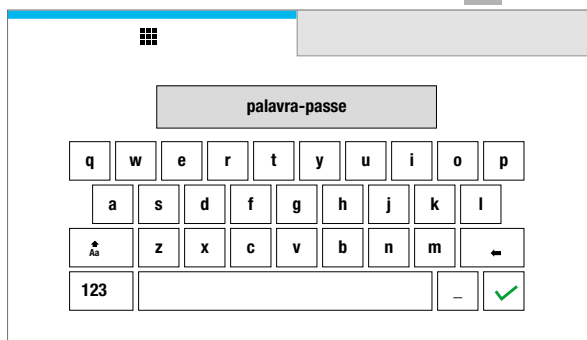 palavra-passe
q w e r t y u i o p
a s d f g h j k l
Aa z x c v b n m
123 _